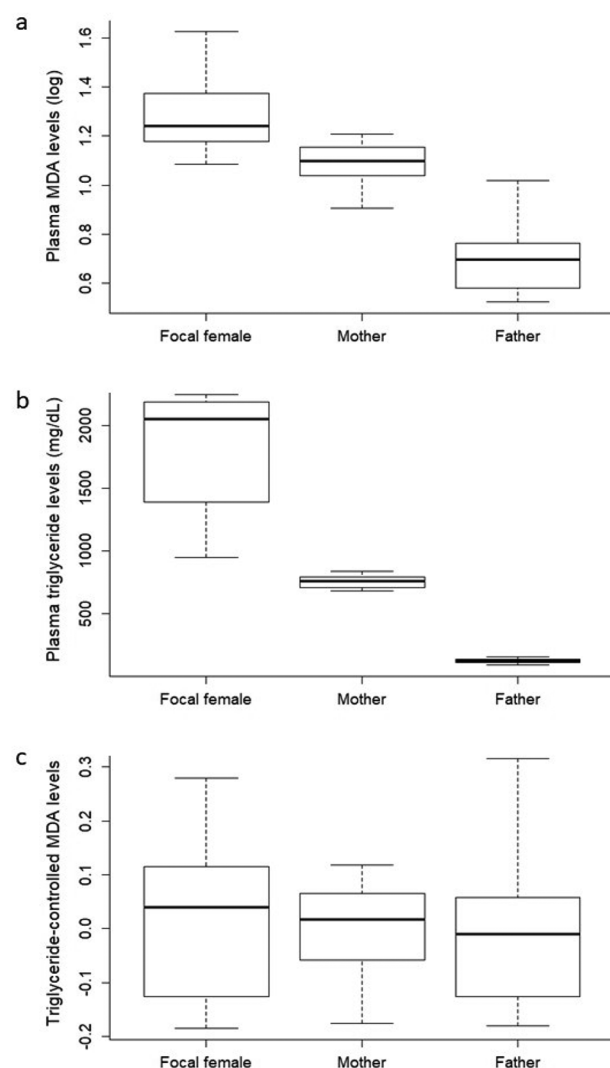 a
Plasma MDA levels (log)
1.6
1.4
1.2
1.0
0.8
0.6
Focal female Mother Father
b
Plasma triglyceride levels (mg/dL)
2000
1500
1000
500
Focal female Mother Father
c
Triglyceride-controlled MDA levels
0.3
0.2
0.1
0.0
-0.1
-0.2
Focal female Mother Father